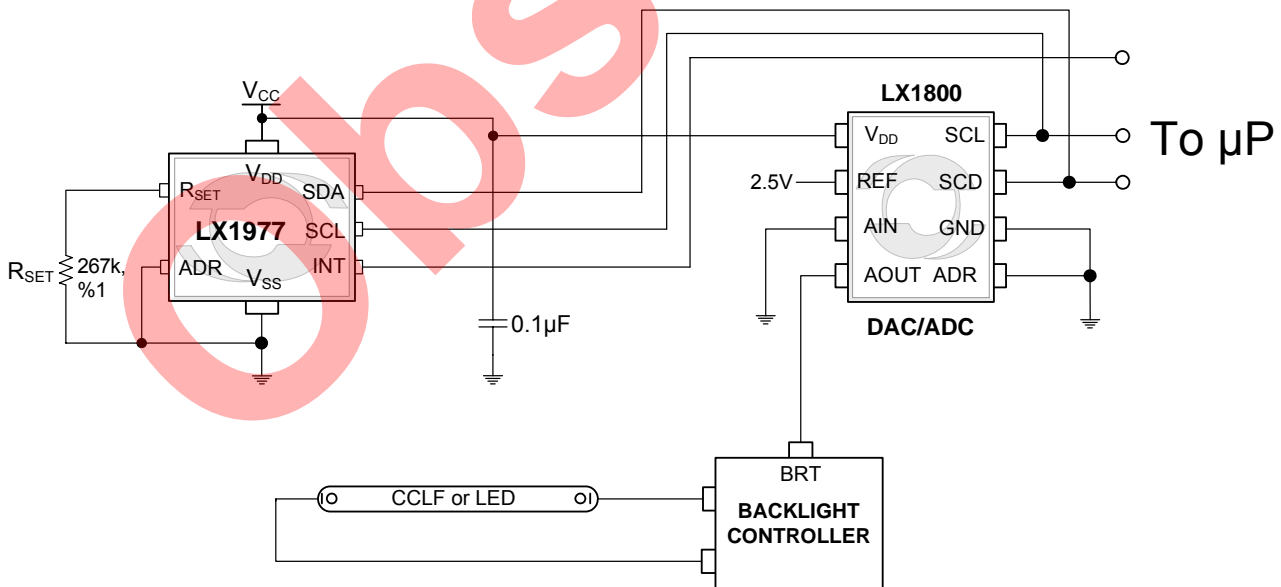 Obs
LX1800
V_CC
V_DD SCL
To µP
2.5V
REF SCD
V_DD
R_SET SDA
LX1977 SCL
AIN GND
R_SET 267k,
%1
ADR INT
V_SS
AOUT ADR
0.1µF
DAC/ADC
BRT
CCLF or LED
BACKLIGHT
CONTROLLER